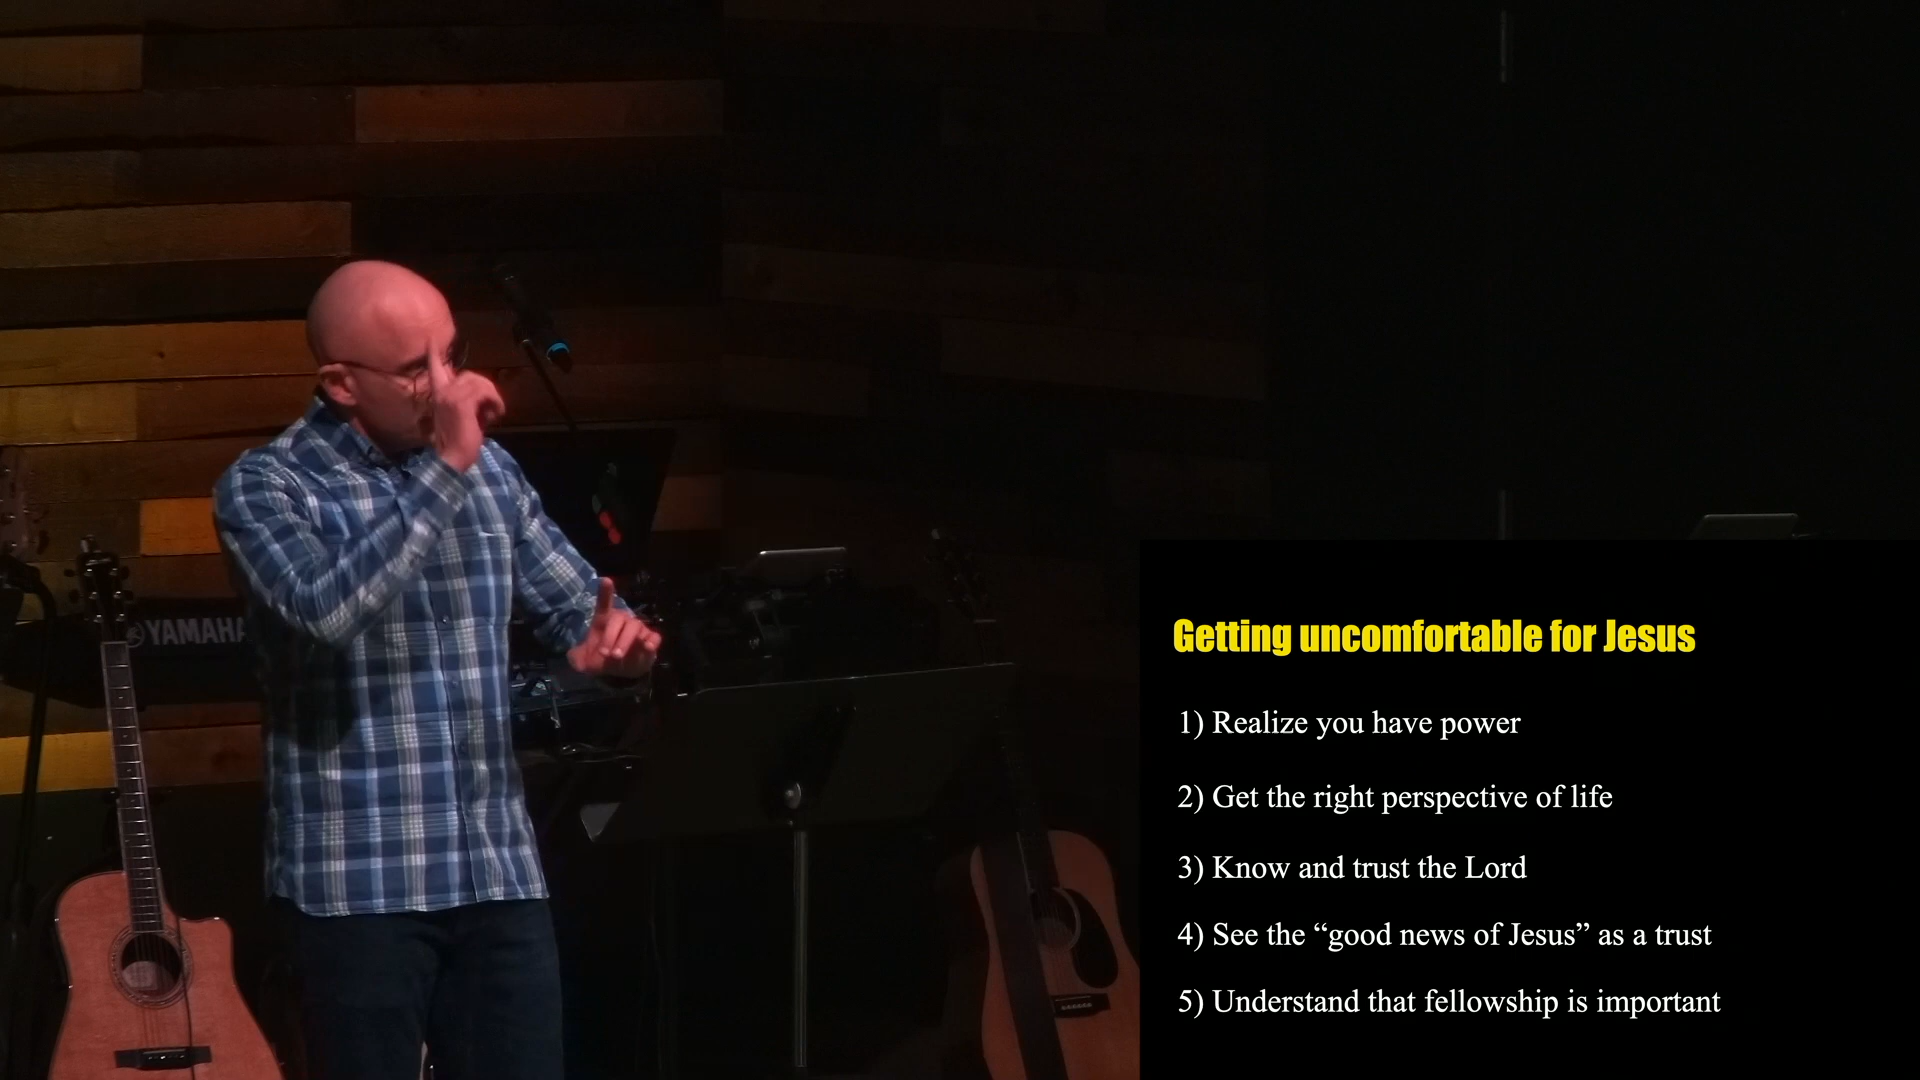 YAMAHA
Getting uncomfortable for Jesus
1) Realize you have power
2) Get the right perspective of life
3) Know and trust the Lord
4) See the “good news of Jesus” as a trust
5) Understand that fellowship is important